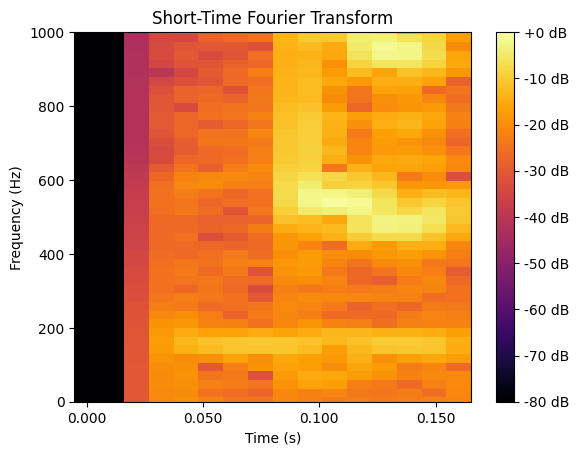 Short-Time Fourier Transform
1000
800
600
400
200
0
Frequency (Hz)
0.000
0.050
0.100
0.150
Time (s)
+0 dB
-10 dB
-20 dB
-30 dB
-40 dB
-50 dB
-60 dB
-70 dB
-80 dB